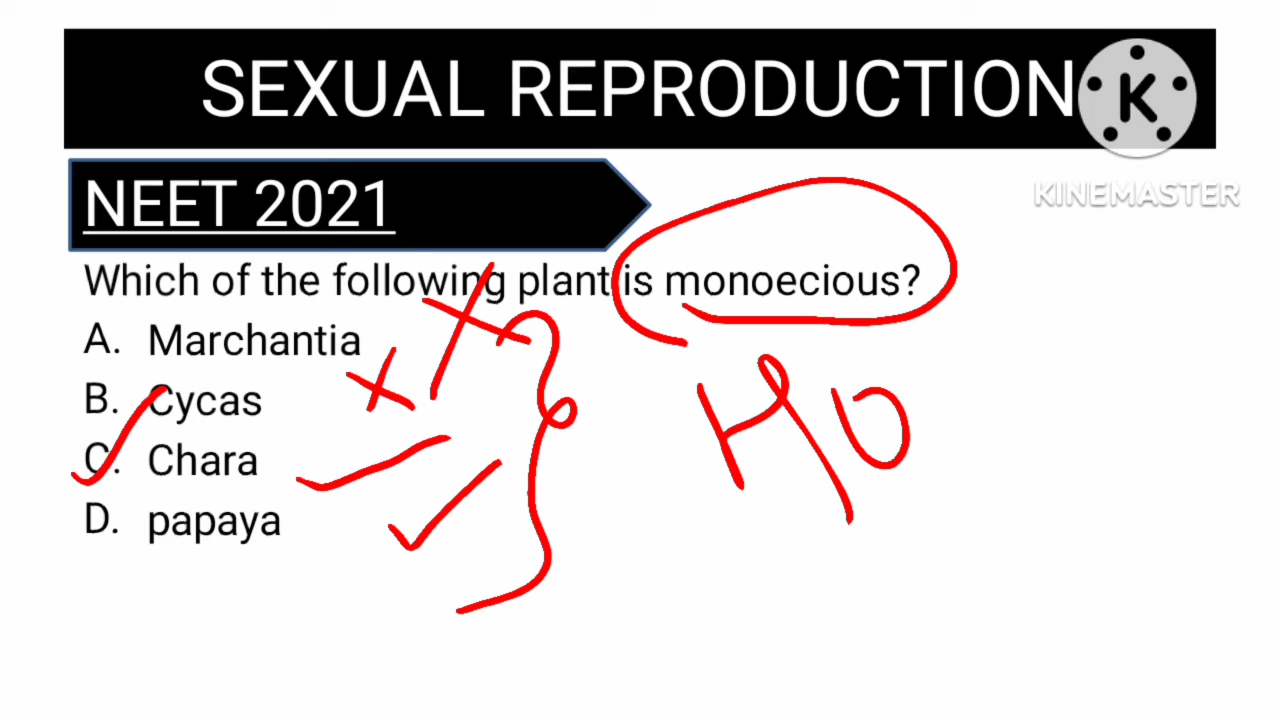 SEXUAL REPRODUCTION
K
KINEMASTER
NEET 2021
Which of the following plant is monoecious?
A. Marchantia
B. Cycas
C. Chara
D. papaya